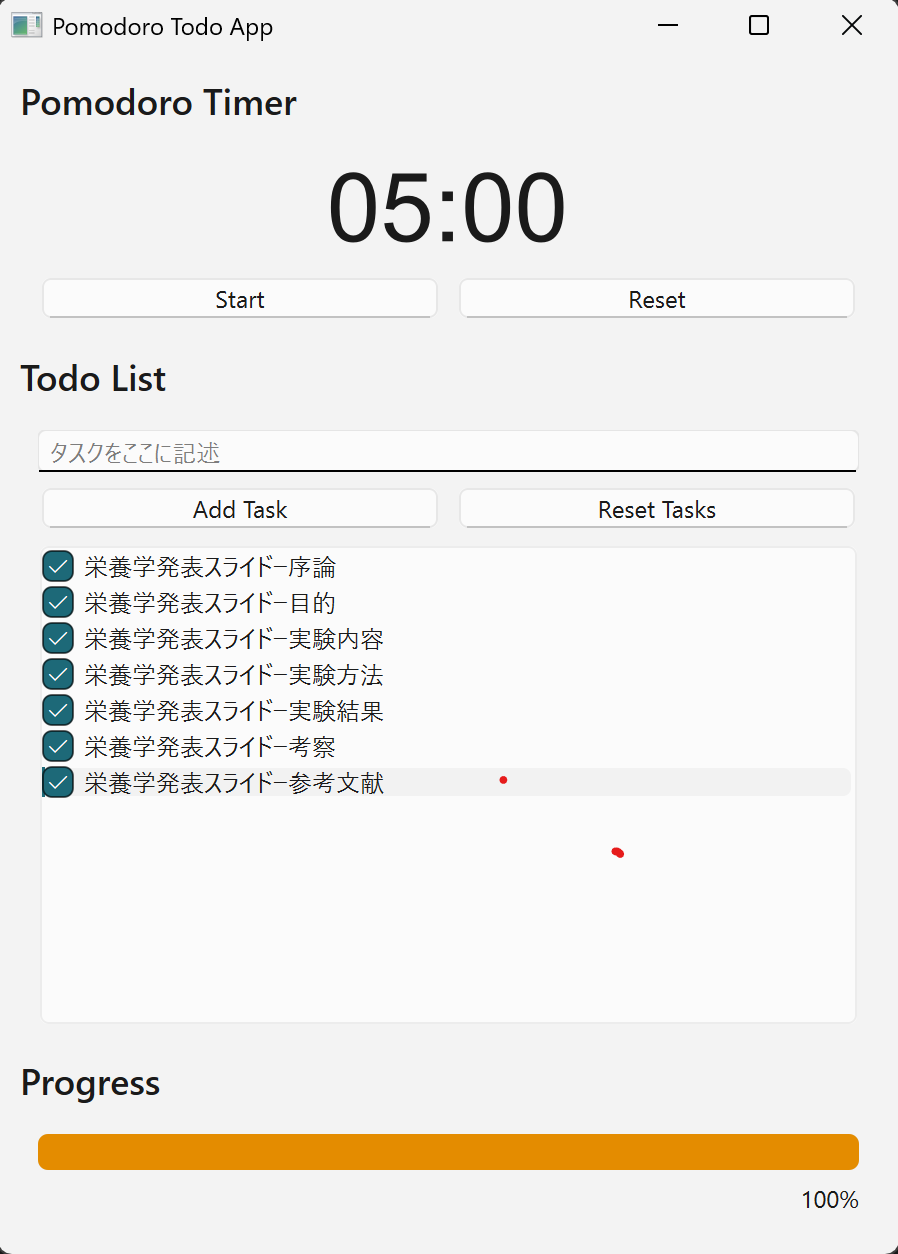 Pomodoro Todo App
Pomodoro Timer
05:00
Start
Reset
Todo List
タスクをここに記述
Add Task
Reset Tasks
栄養学発表スライド-序論
栄養学発表スライド-目的
栄養学発表スライド-実験内容
栄養学発表スライド-実験方法
栄養学発表スライド-実験結果
栄養学発表スライド-考察
栄養学発表スライド-参考文献
Progress
100%